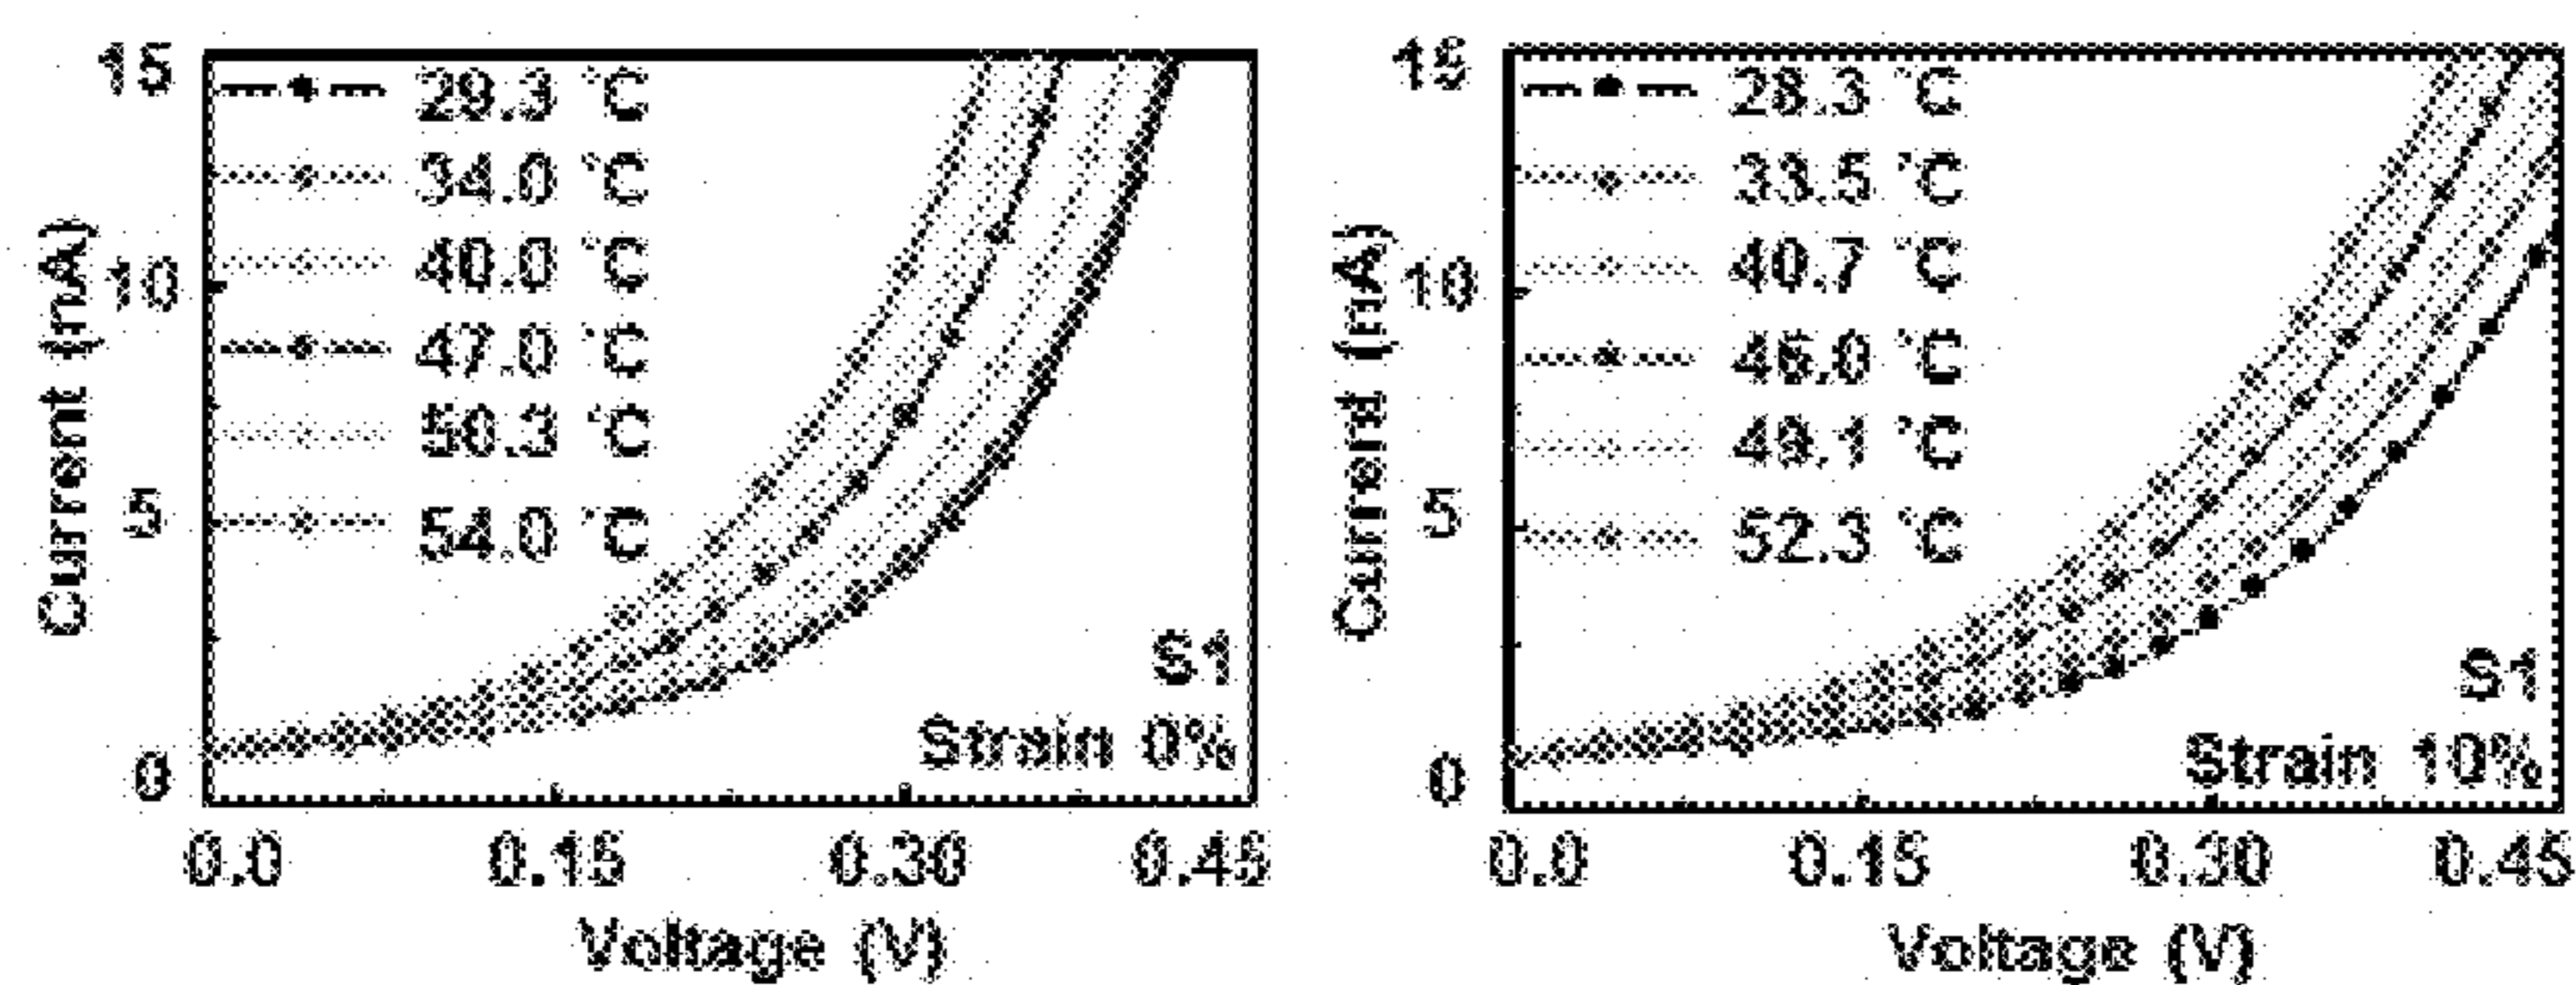 15
10
5
0
Current (nA)
29.3 °C
34.0 °C
40.0 °C
47.0 °C
50.3 °C
54.0 °C
S1
Strain 0%
0.0 0.15 0.30 0.45
Voltage (V)
15
10
5
0
Current (nA)
28.3 °C
33.5 °C
40.7 °C
45.0 °C
49.1 °C
52.3 °C
S1
Strain 10%
0.0 0.15 0.30 0.45
Voltage (V)